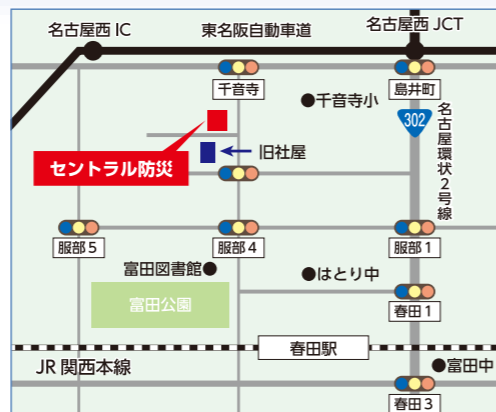 名古屋西 IC
東名阪自動車道
名古屋西 JCT
千音寺
島井町
千音寺小
302
名古屋環状2号線
旧社屋
セントラル防災
服部 5
服部 4
服部 1
富田図書館
はとり中
富田公園
春田 1
春田駅
JR 関西本線
富田中
春田 3